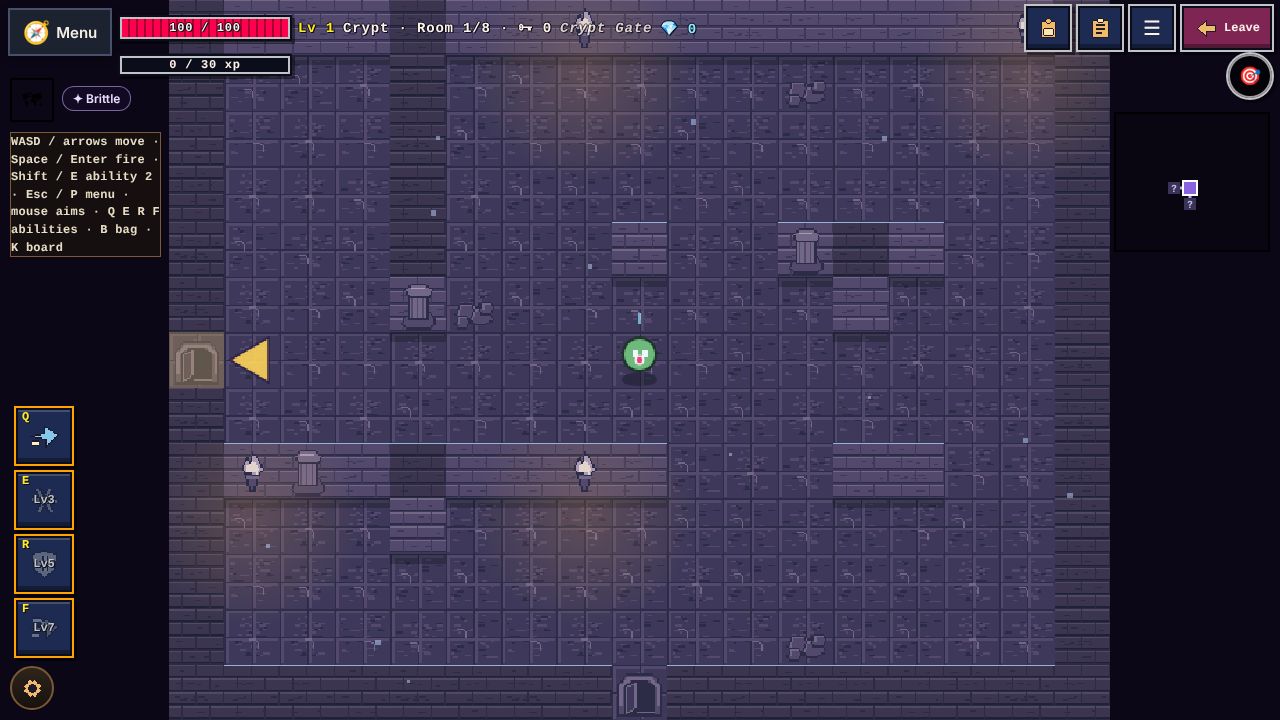 Menu
100 / 100
Lv 1 Crypt · Room 1/8 · 0 Crypt Gate 0
Leave
0 / 30 xp
✦ Brittle
WASD / arrows move ·
Space / Enter fire ·
Shift / E ability 2
· Esc / P menu ·
mouse aims · Q E R F
abilities · B bag ·
K board
?
?
Q
E
Lv3
R
Lv5
F
Lv7